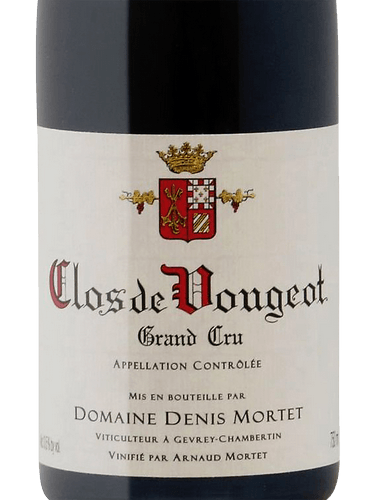 Clos de Vougeot
Grand Cru
APPELLATION CONTRÔLÉE
MIS EN BOUTEILLE PAR
DOMAINE DENIS MORTET
VITICULTEUR À GEVREY-CHAMBERTIN
VINIFIÉ PAR ARNAUD MORTET